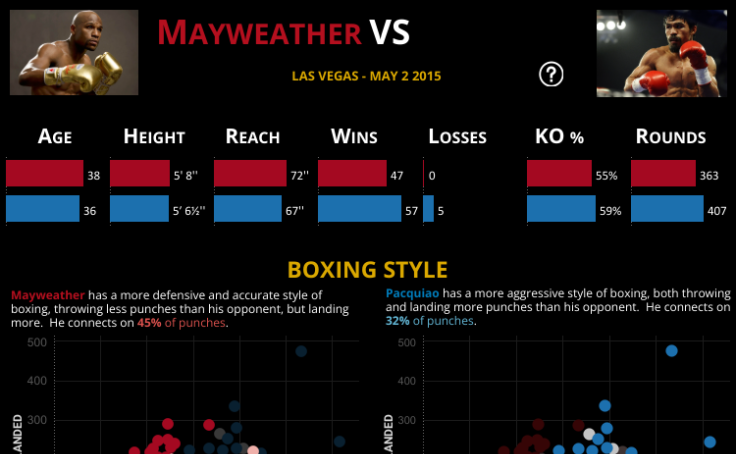 MAYWEATHER VS
LAS VEGAS - MAY 2 2015
?
AGE HEIGHT REACH WINS LOSSES KO % ROUNDS
38 5' 8'' 72'' 47 0 55% 363
36 5' 6½'' 67'' 57 5 59% 407
BOXING STYLE
Mayweather has a more defensive and accurate style of
boxing, throwing less punches than his opponent, but landing
more. He connects on 45% of punches.
Pacquiao has a more aggressive style of boxing, both throwing
and landing more punches than his opponent. He connects on
32% of punches.
500
400
300
LANDED
500
400
300
LANDED